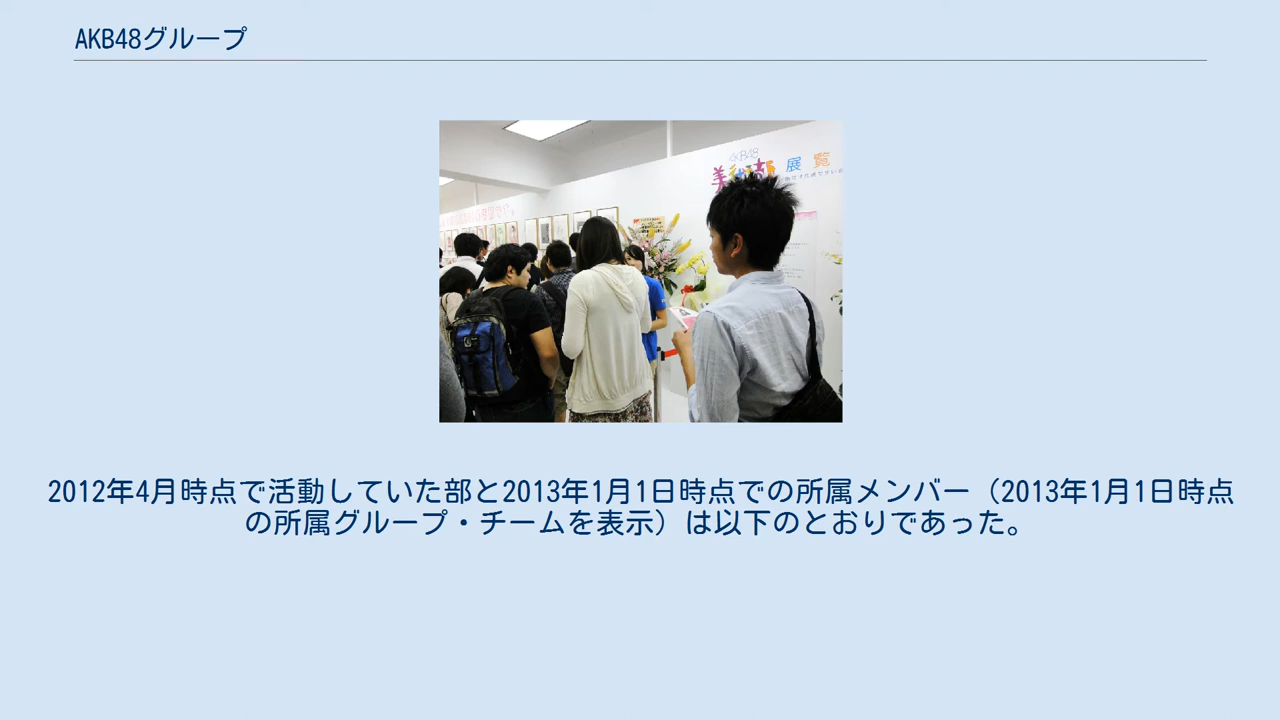 AKB48グループ
AKB48
美術部 展覧
2012年4月時点で活動していた部と2013年1月1日時点での所属メンバー（2013年1月1日時点
の所属グループ・チームを表示）は以下のとおりであった。